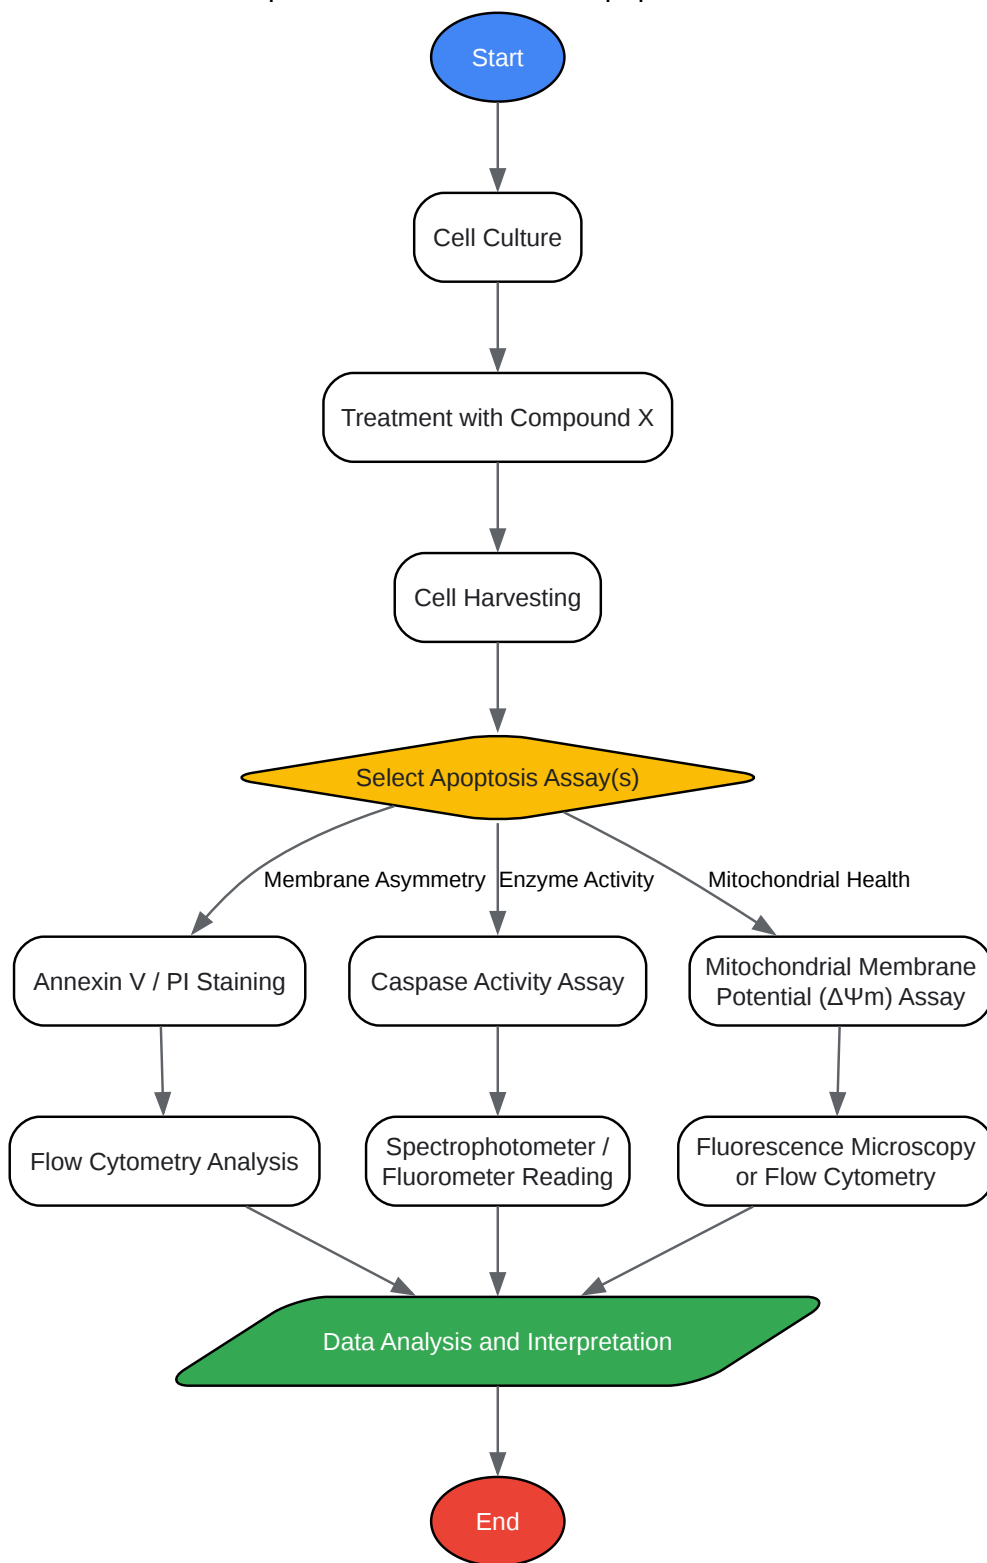 Start
Cell Culture
Treatment with Compound X
Cell Harvesting
Select Apoptosis Assay(s)
Membrane Asymmetry
Enzyme Activity
Mitochondrial Health
Annexin V / PI Staining
Caspase Activity Assay
Mitochondrial Membrane
Potential (ΔΨm) Assay
Flow Cytometry Analysis
Spectrophotometer /
Fluorometer Reading
Fluorescence Microscopy
or Flow Cytometry
Data Analysis and Interpretation
End